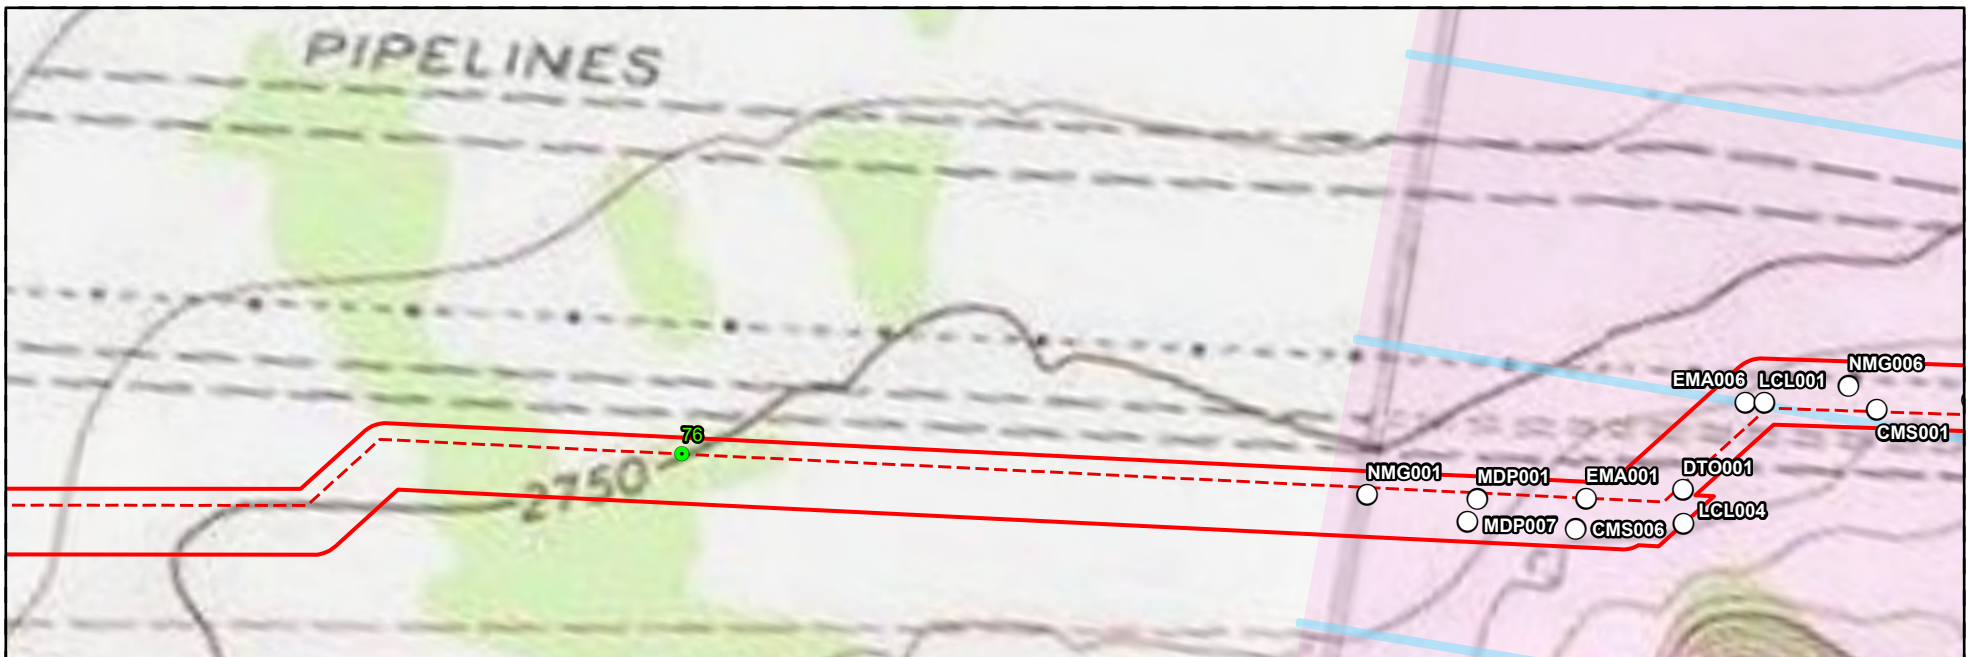 PIPELINES
76
2750
NMG006
EMA006 LCL001
CMS001
NMG001 MDP001 EMA001 DTO001
MDP007 CMS006 LCL004